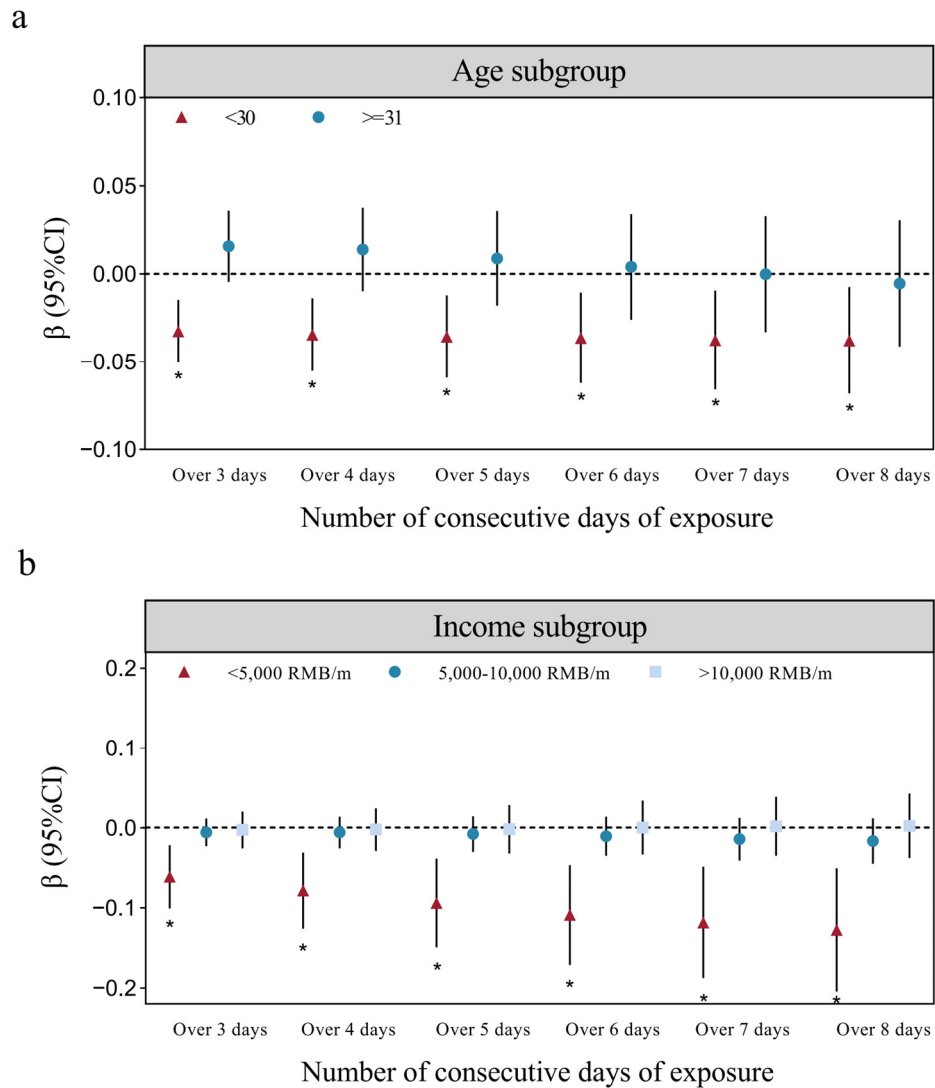 a
Age subgroup
<30 >=31
0.10
0.05
0.00
−0.05
−0.10
β (95%CI)
Over 3 days Over 4 days Over 5 days Over 6 days Over 7 days Over 8 days
* * * * * *
Number of consecutive days of exposure
b
Income subgroup
<5,000 RMB/m 5,000-10,000 RMB/m >10,000 RMB/m
0.2
0.1
0.0
−0.1
−0.2
β (95%CI)
* * * * * *
Over 3 days Over 4 days Over 5 days Over 6 days Over 7 days Over 8 days
Number of consecutive days of exposure